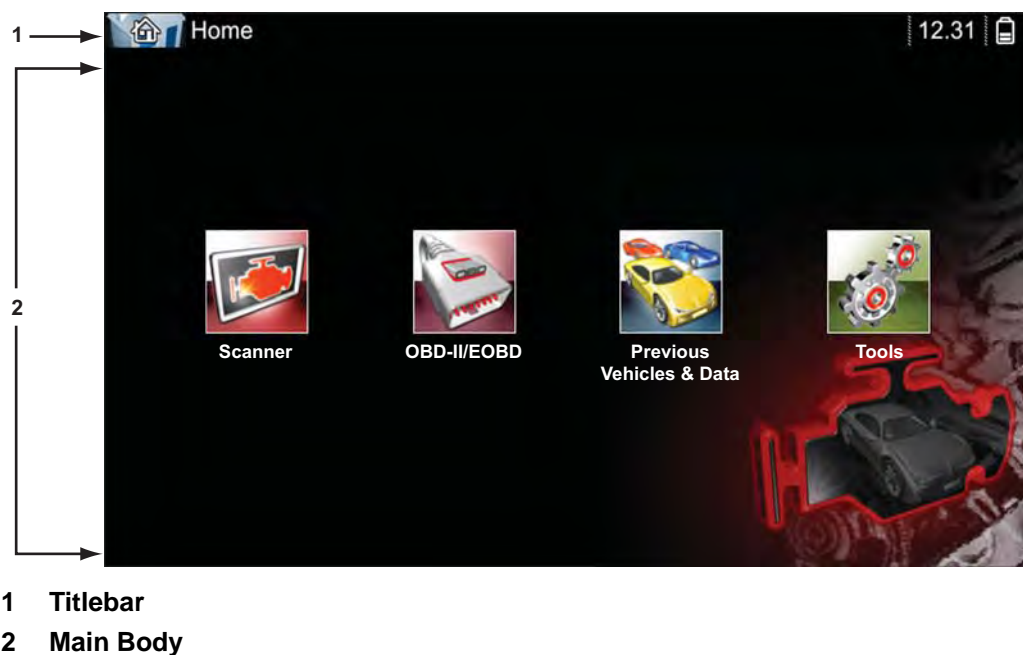 1
Home
12.31
2
Scanner
OBD-II/EOBD
Previous
Vehicles & Data
Tools
1 Titlebar
2 Main Body